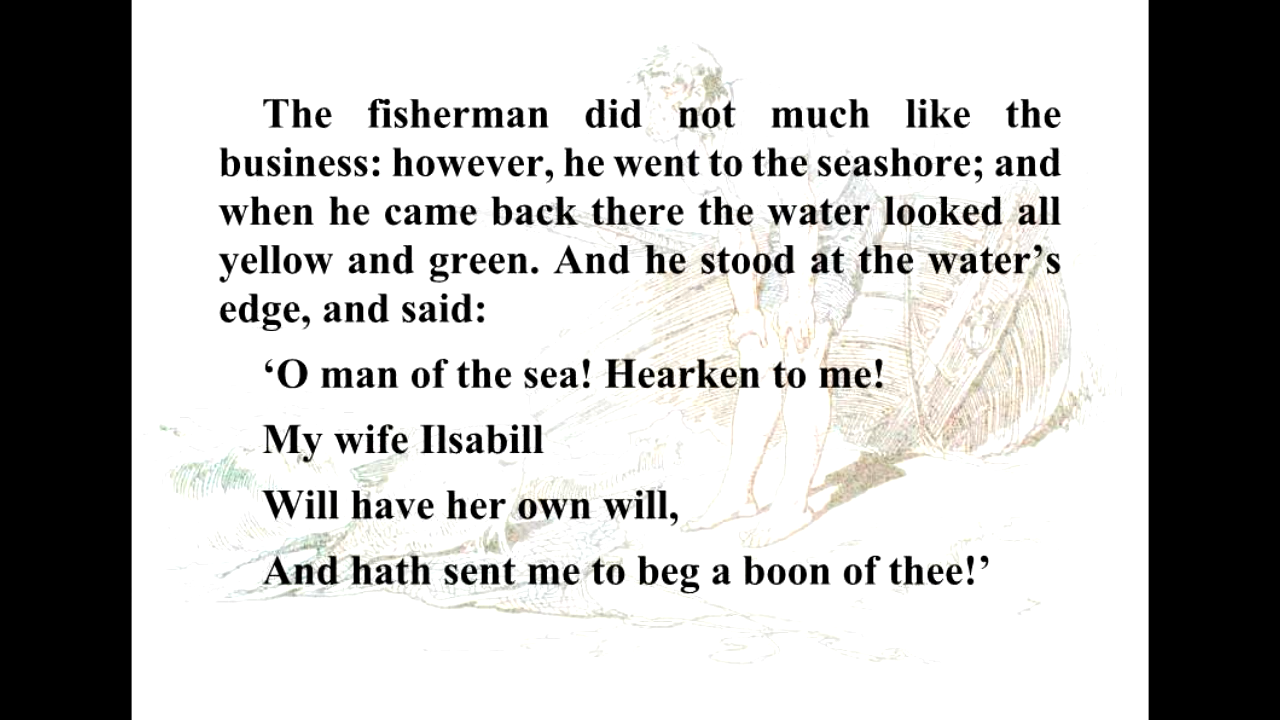 The fisherman did not much like the
business: however, he went to the seashore; and
when he came back there the water looked all
yellow and green. And he stood at the water’s
edge, and said:
‘O man of the sea! Hearken to me!
My wife Ilsabill
Will have her own will,
And hath sent me to beg a boon of thee!’